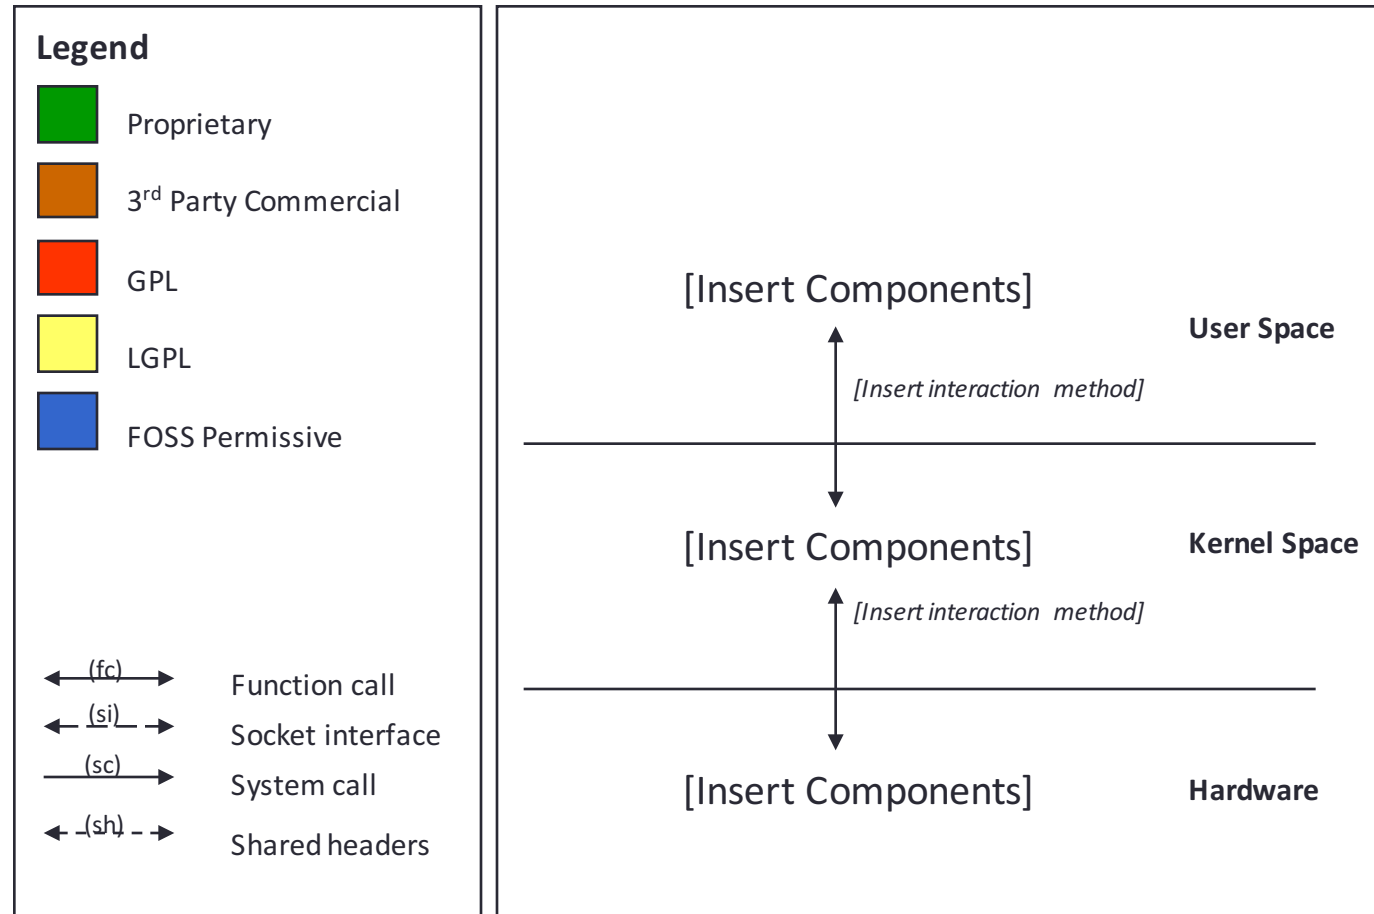 Legend
Proprietary
3rd Party Commercial
GPL
LGPL
FOSS Permissive
(fc)
Function call
(si)
Socket interface
(sc)
System call
(sh)
Shared headers
[Insert Components]
User Space
[Insert interaction method]
[Insert Components]
Kernel Space
[Insert interaction method]
[Insert Components]
Hardware